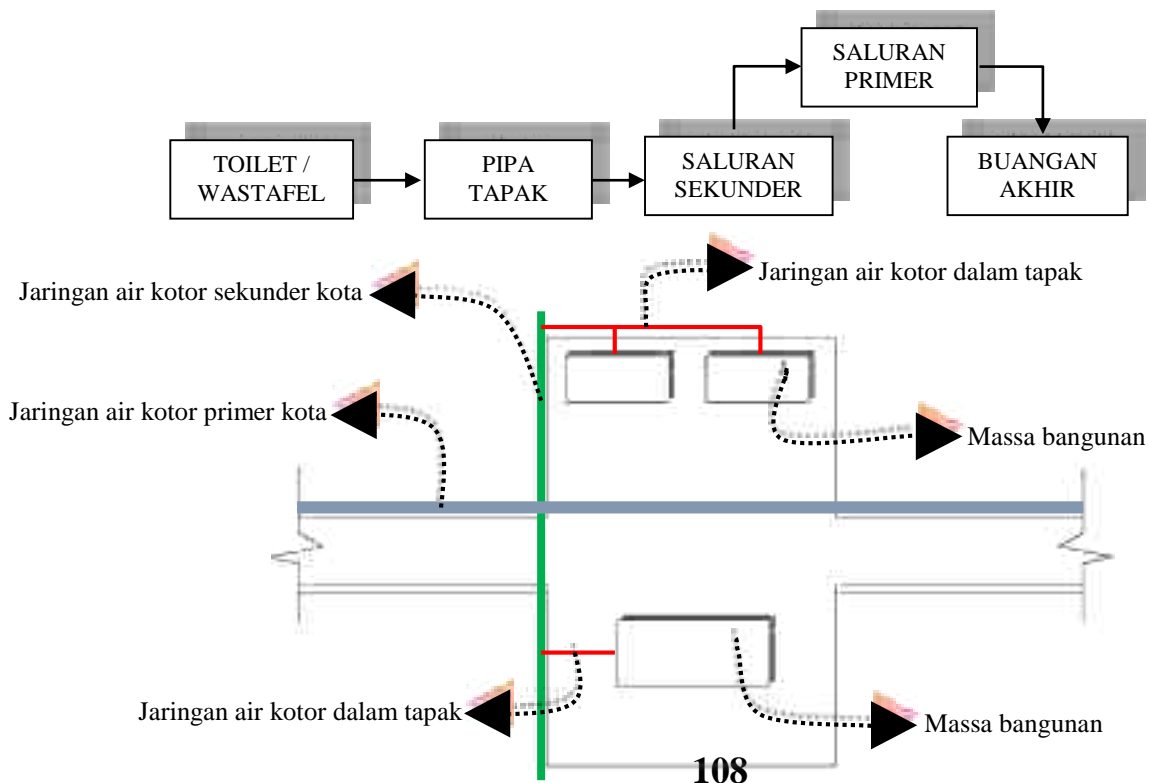 SALURAN
PRIMER
TOILET /
WASTAFEL
PIPA
TAPAK
SALURAN
SEKUNDER
BUANGAN
AKHIR
Jaringan air kotor dalam tapak
Jaringan air kotor sekunder kota
Jaringan air kotor primer kota
Massa bangunan
Jaringan air kotor dalam tapak
Massa bangunan
108